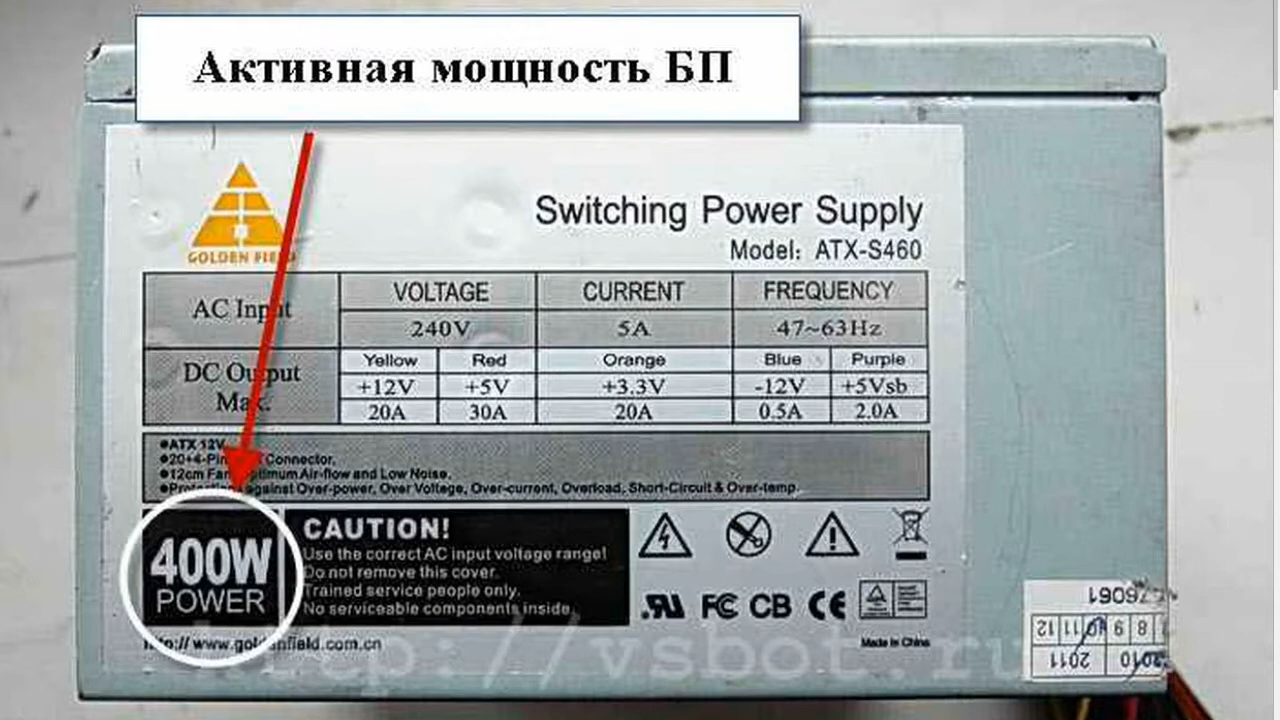 Активная мощность БП
GOLDEN FIELD
Switching Power Supply
Model: ATX-S460
AC Input VOLTAGE CURRENT FREQUENCY
240V 5A 47~63Hz
DC Output Max. Yellow Red Orange Blue Purple
+12V +5V +3.3V -12V +5Vsb
20A 30A 20A 0.5A 2.0A
●ATX 12V
●20+4-Pin Connector.
●12cm Fan Optimum Air-flow and Low Noise.
●Protections against Over-power, Over Voltage, Over-current, Overload, Short-Circuit & Over-temp
400W
POWER
CAUTION!
Use the correct AC input voltage range!
Do not remove this cover.
Trained service people only.
No serviceable components inside.
FC CB CE
http:// www.goldenfield.com.cn
Made in China
http://vsbot.ru
7 8 9 10 11 12
2010 2011